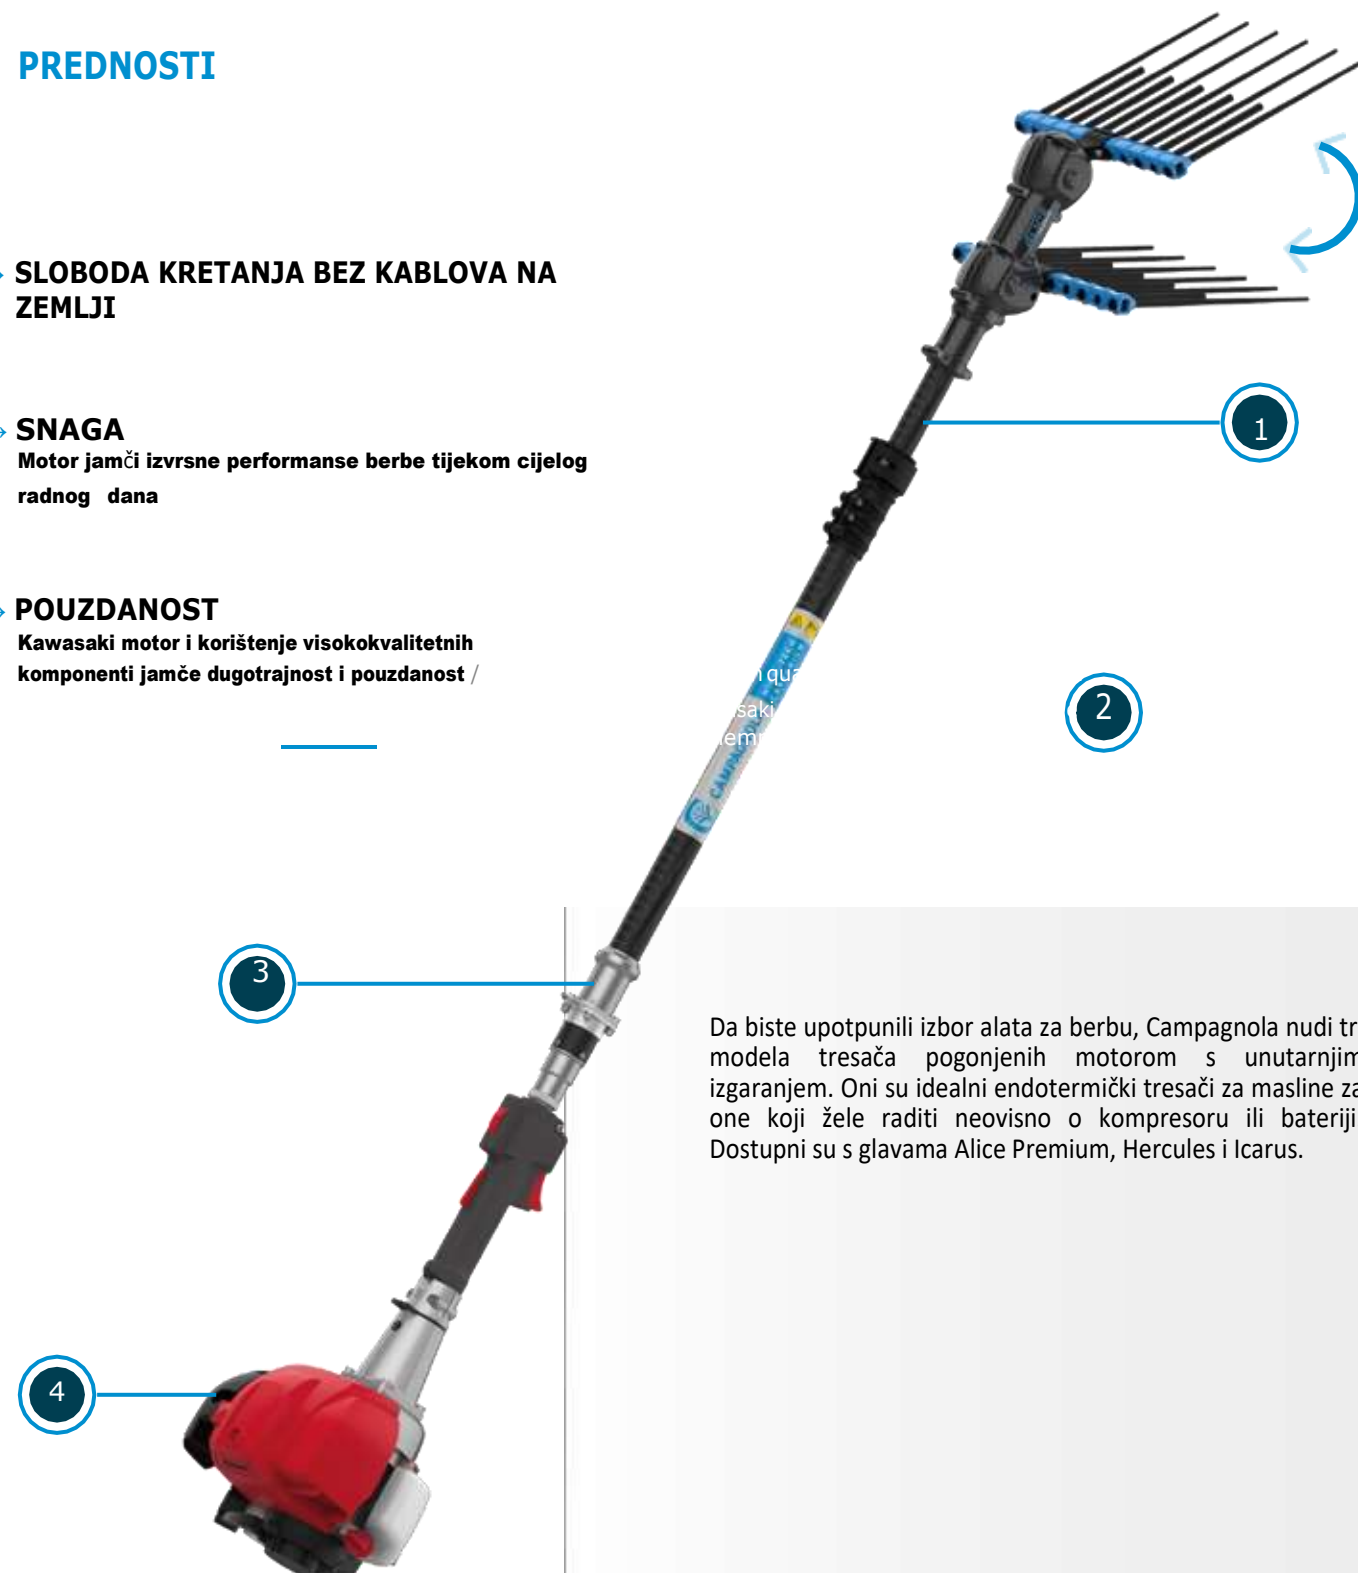 PREDNOSTI
SLOBODA KRETANJA BEZ KABLOVA NA
ZEMLJI
SNAGA
Motor jamči izvrsne performanse berbe tijekom cijelog
radnog dana
POUZDANOST
Kawasaki motor i korištenje visokokvalitetnih
komponenti jamče dugotrajnost i pouzdanost /
1
2
CAMPAGNOLA
3
Da biste upotpunili izbor alata za berbu, Campagnola nudi tr
modela tresača pogonjenih motorom s unutarnjim
izgaranjem. Oni su idealni endotermički tresači za masline za
one koji žele raditi neovisno o kompresoru ili bateriji
Dostupni su s glavama Alice Premium, Hercules i Icarus.
4